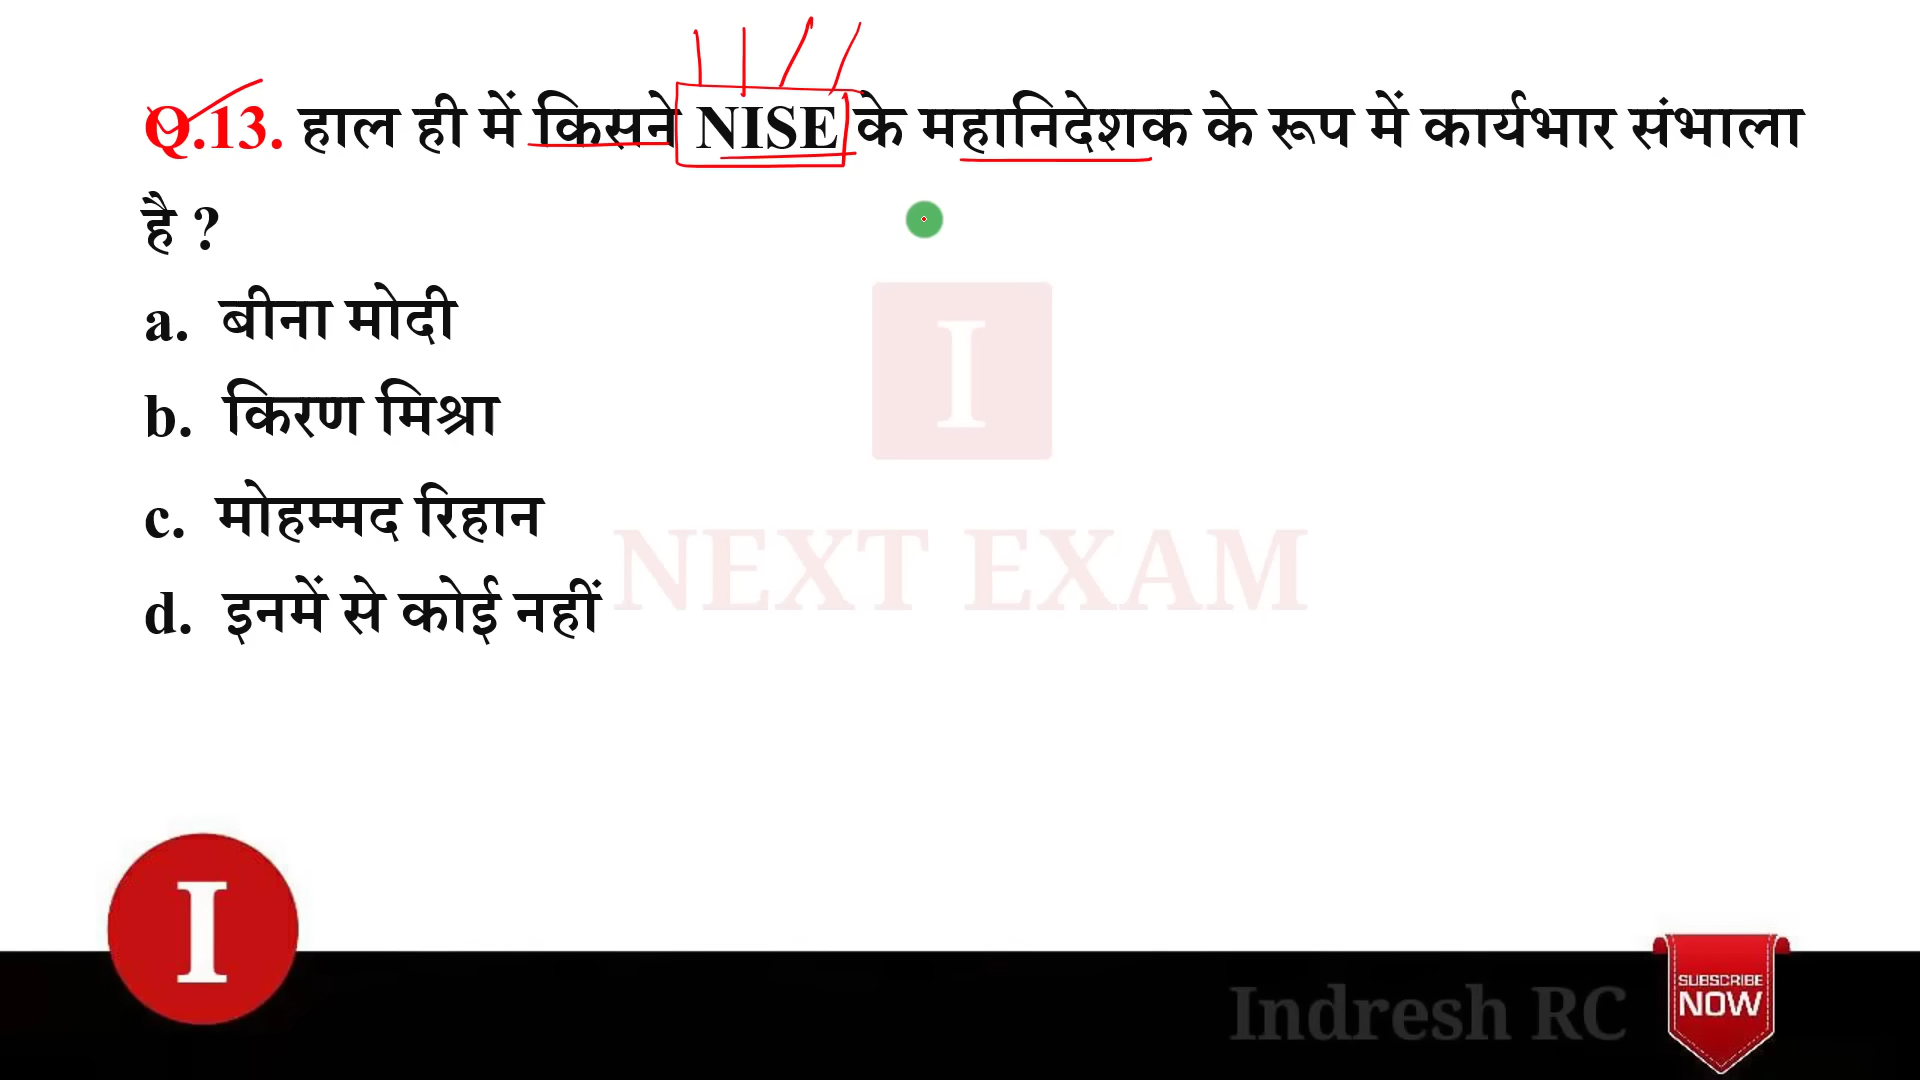 Q.13. हाल ही में किसने NISE के महानिदेशक के रूप में कार्यभार संभाला
है ?
a. बीना मोदी
b. किरण मिश्रा
c. मोहम्मद रिहान
d. इनमें से कोई नहीं
I
NEXT EXAM
I
Indresh RC
SUBSCRIBE
NOW